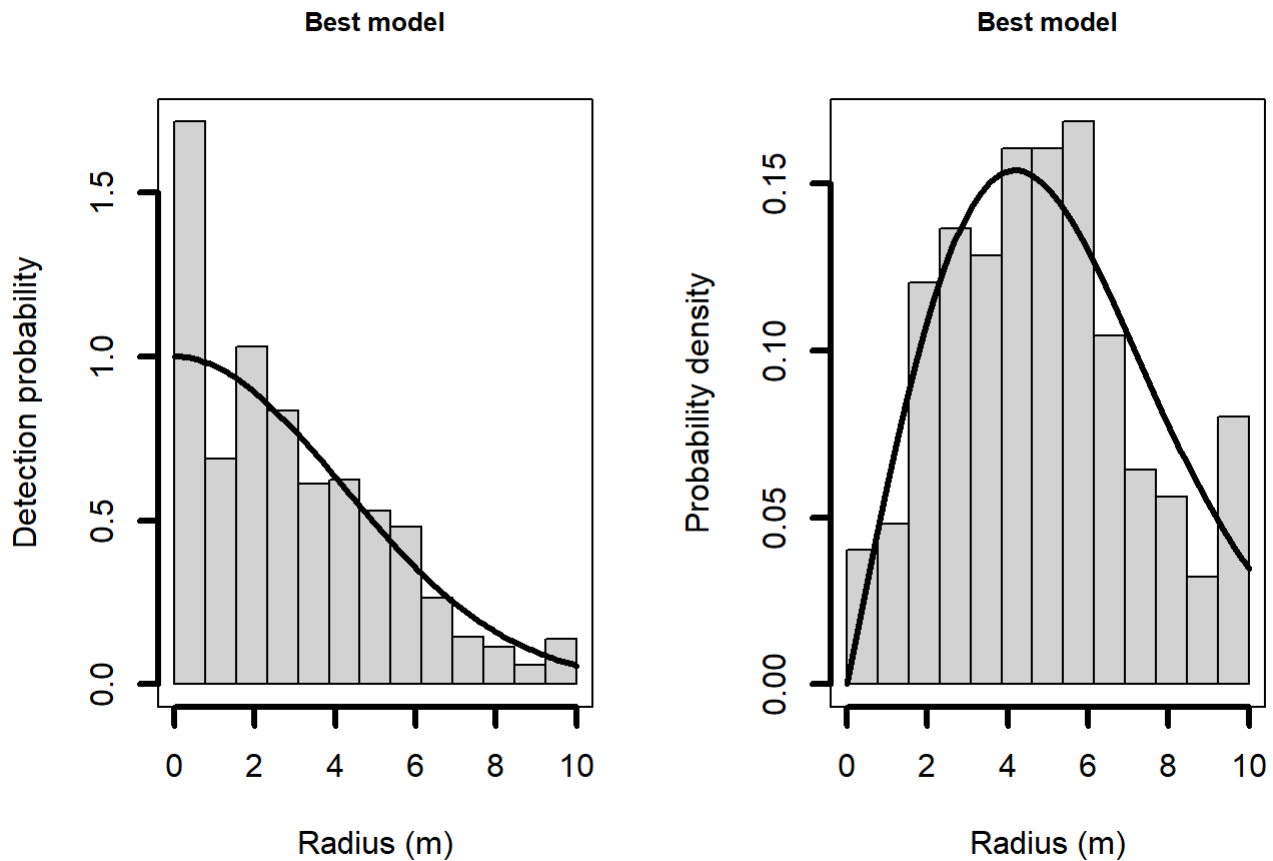 Best model
Detection probability
0.0 0.5 1.0 1.5
0 2 4 6 8 10
Radius (m)
Best model
Probability density
0.00 0.05 0.10 0.15
0 2 4 6 8 10
Radius (m)